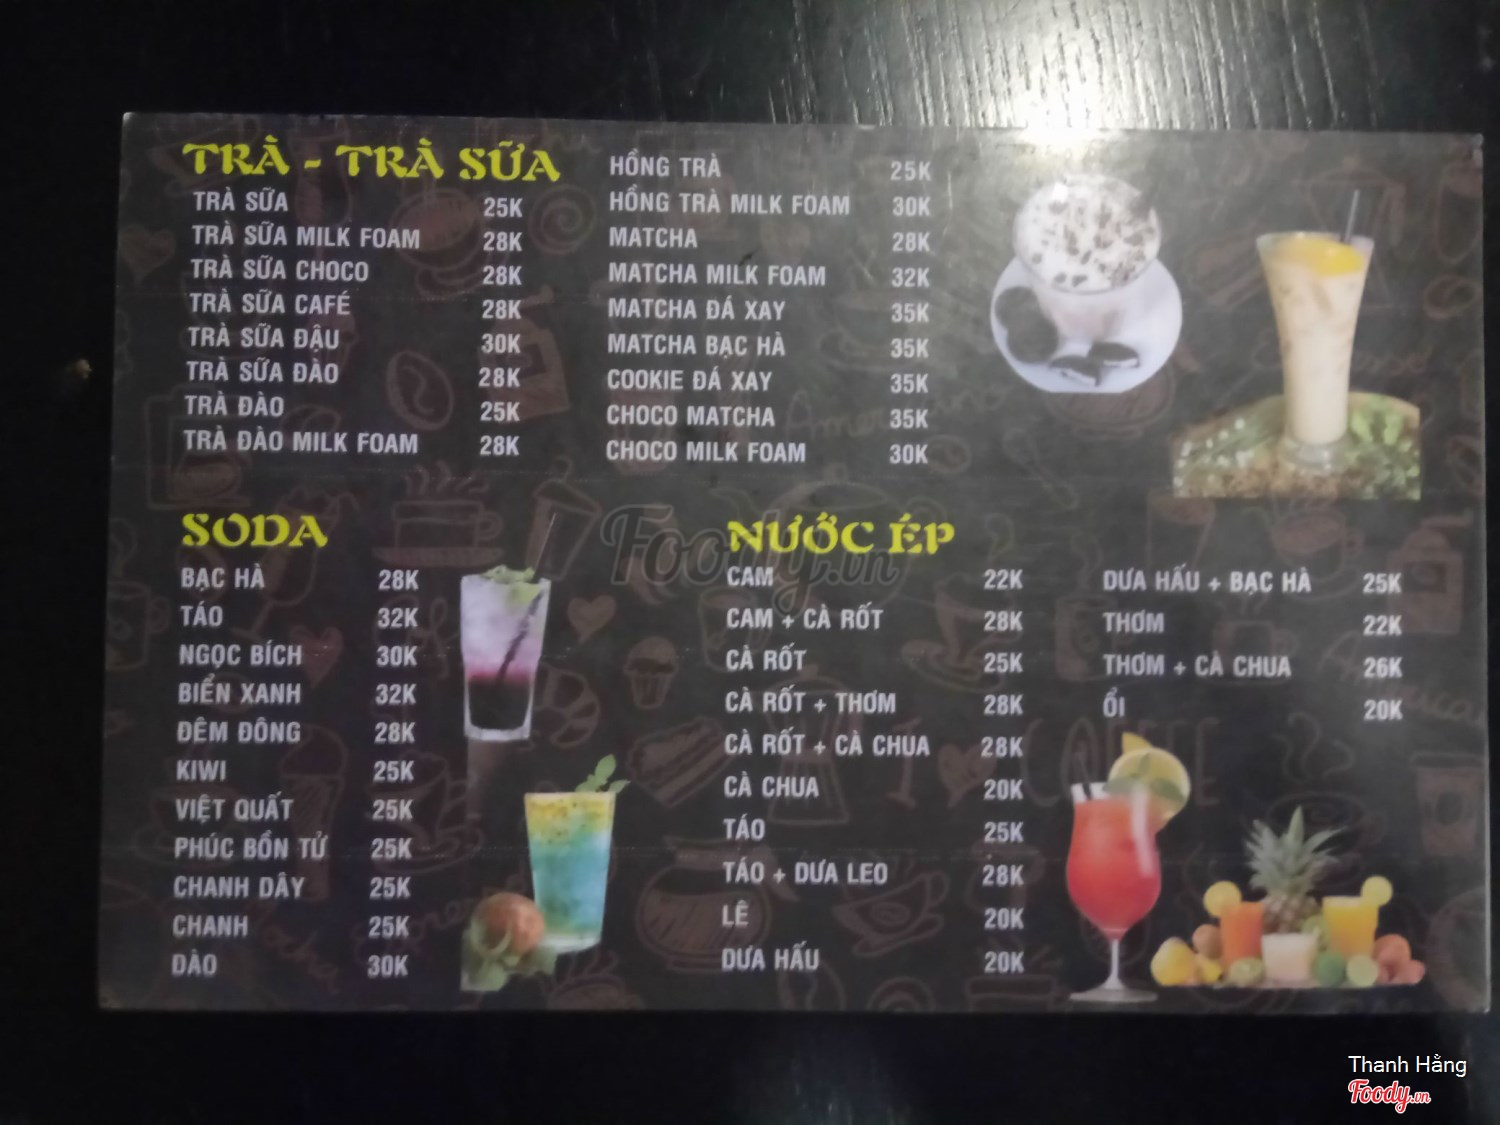 TRÀ - TRÀ SỮA
TRÀ SỮA 25K
TRÀ SỮA MILK FOAM 28K
TRÀ SỮA CHOCO 28K
TRÀ SỮA CAFÉ 28K
TRÀ SỮA ĐẬU 30K
TRÀ SỮA ĐÀO 28K
TRÀ ĐÀO 25K
TRÀ ĐÀO MILK FOAM 28K
HỒNG TRÀ 25K
HỒNG TRÀ MILK FOAM 30K
MATCHA 28K
MATCHA MILK FOAM 32K
MATCHA ĐÁ XAY 35K
MATCHA BẠC HÀ 35K
COOKIE ĐÁ XAY 35K
CHOCO MATCHA 35K
CHOCO MILK FOAM 30K
SODA
BẠC HÀ 28K
TÁO 32K
NGỌC BÍCH 30K
BIỂN XANH 32K
ĐÊM ĐÔNG 28K
KIWI 25K
VIỆT QUẤT 25K
PHÚC BỒN TỬ 25K
CHANH DÂY 25K
CHANH 25K
ĐÀO 30K
NƯỚC ÉP
CAM 22K
CAM + CÀ RỐT 28K
CÀ RỐT 25K
CÀ RỐT + THƠM 28K
CÀ RỐT + CÀ CHUA 28K
CÀ CHUA 20K
TÁO 25K
TÁO + DƯA LEO 28K
LÊ 20K
DƯA HẤU 20K
DƯA HẤU + BẠC HÀ 25K
THƠM 22K
THƠM + CÀ CHUA 26K
ỔI 20K
Foody.vn
Thanh Hằng
Foody.vn